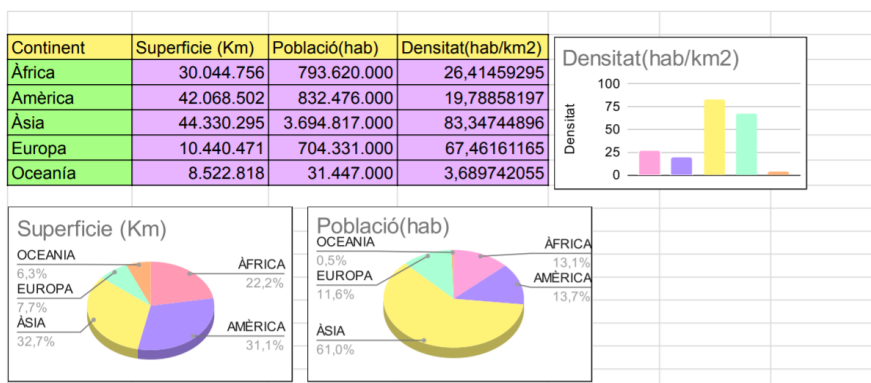 Continent Superficie (Km) Població(hab) Densitat(hab/km2)
Àfrica 30.044.756 793.620.000 26,41459295
Amèrica 42.068.502 832.476.000 19,78858197
Àsia 44.330.295 3.694.817.000 83,34744896
Europa 10.440.471 704.331.000 67,46161165
Oceanía 8.522.818 31.447.000 3,689742055
Densitat(hab/km2)
Densitat
100
75
50
25
0
Superficie (Km)
OCEANIA
6,3%
EUROPA
7,7%
ÀSIA
32,7%
ÀFRICA
22,2%
AMÈRICA
31,1%
Població(hab)
OCEANIA
0,5%
EUROPA
11,6%
ÀSIA
61,0%
ÀFRICA
13,1%
AMÈRICA
13,7%